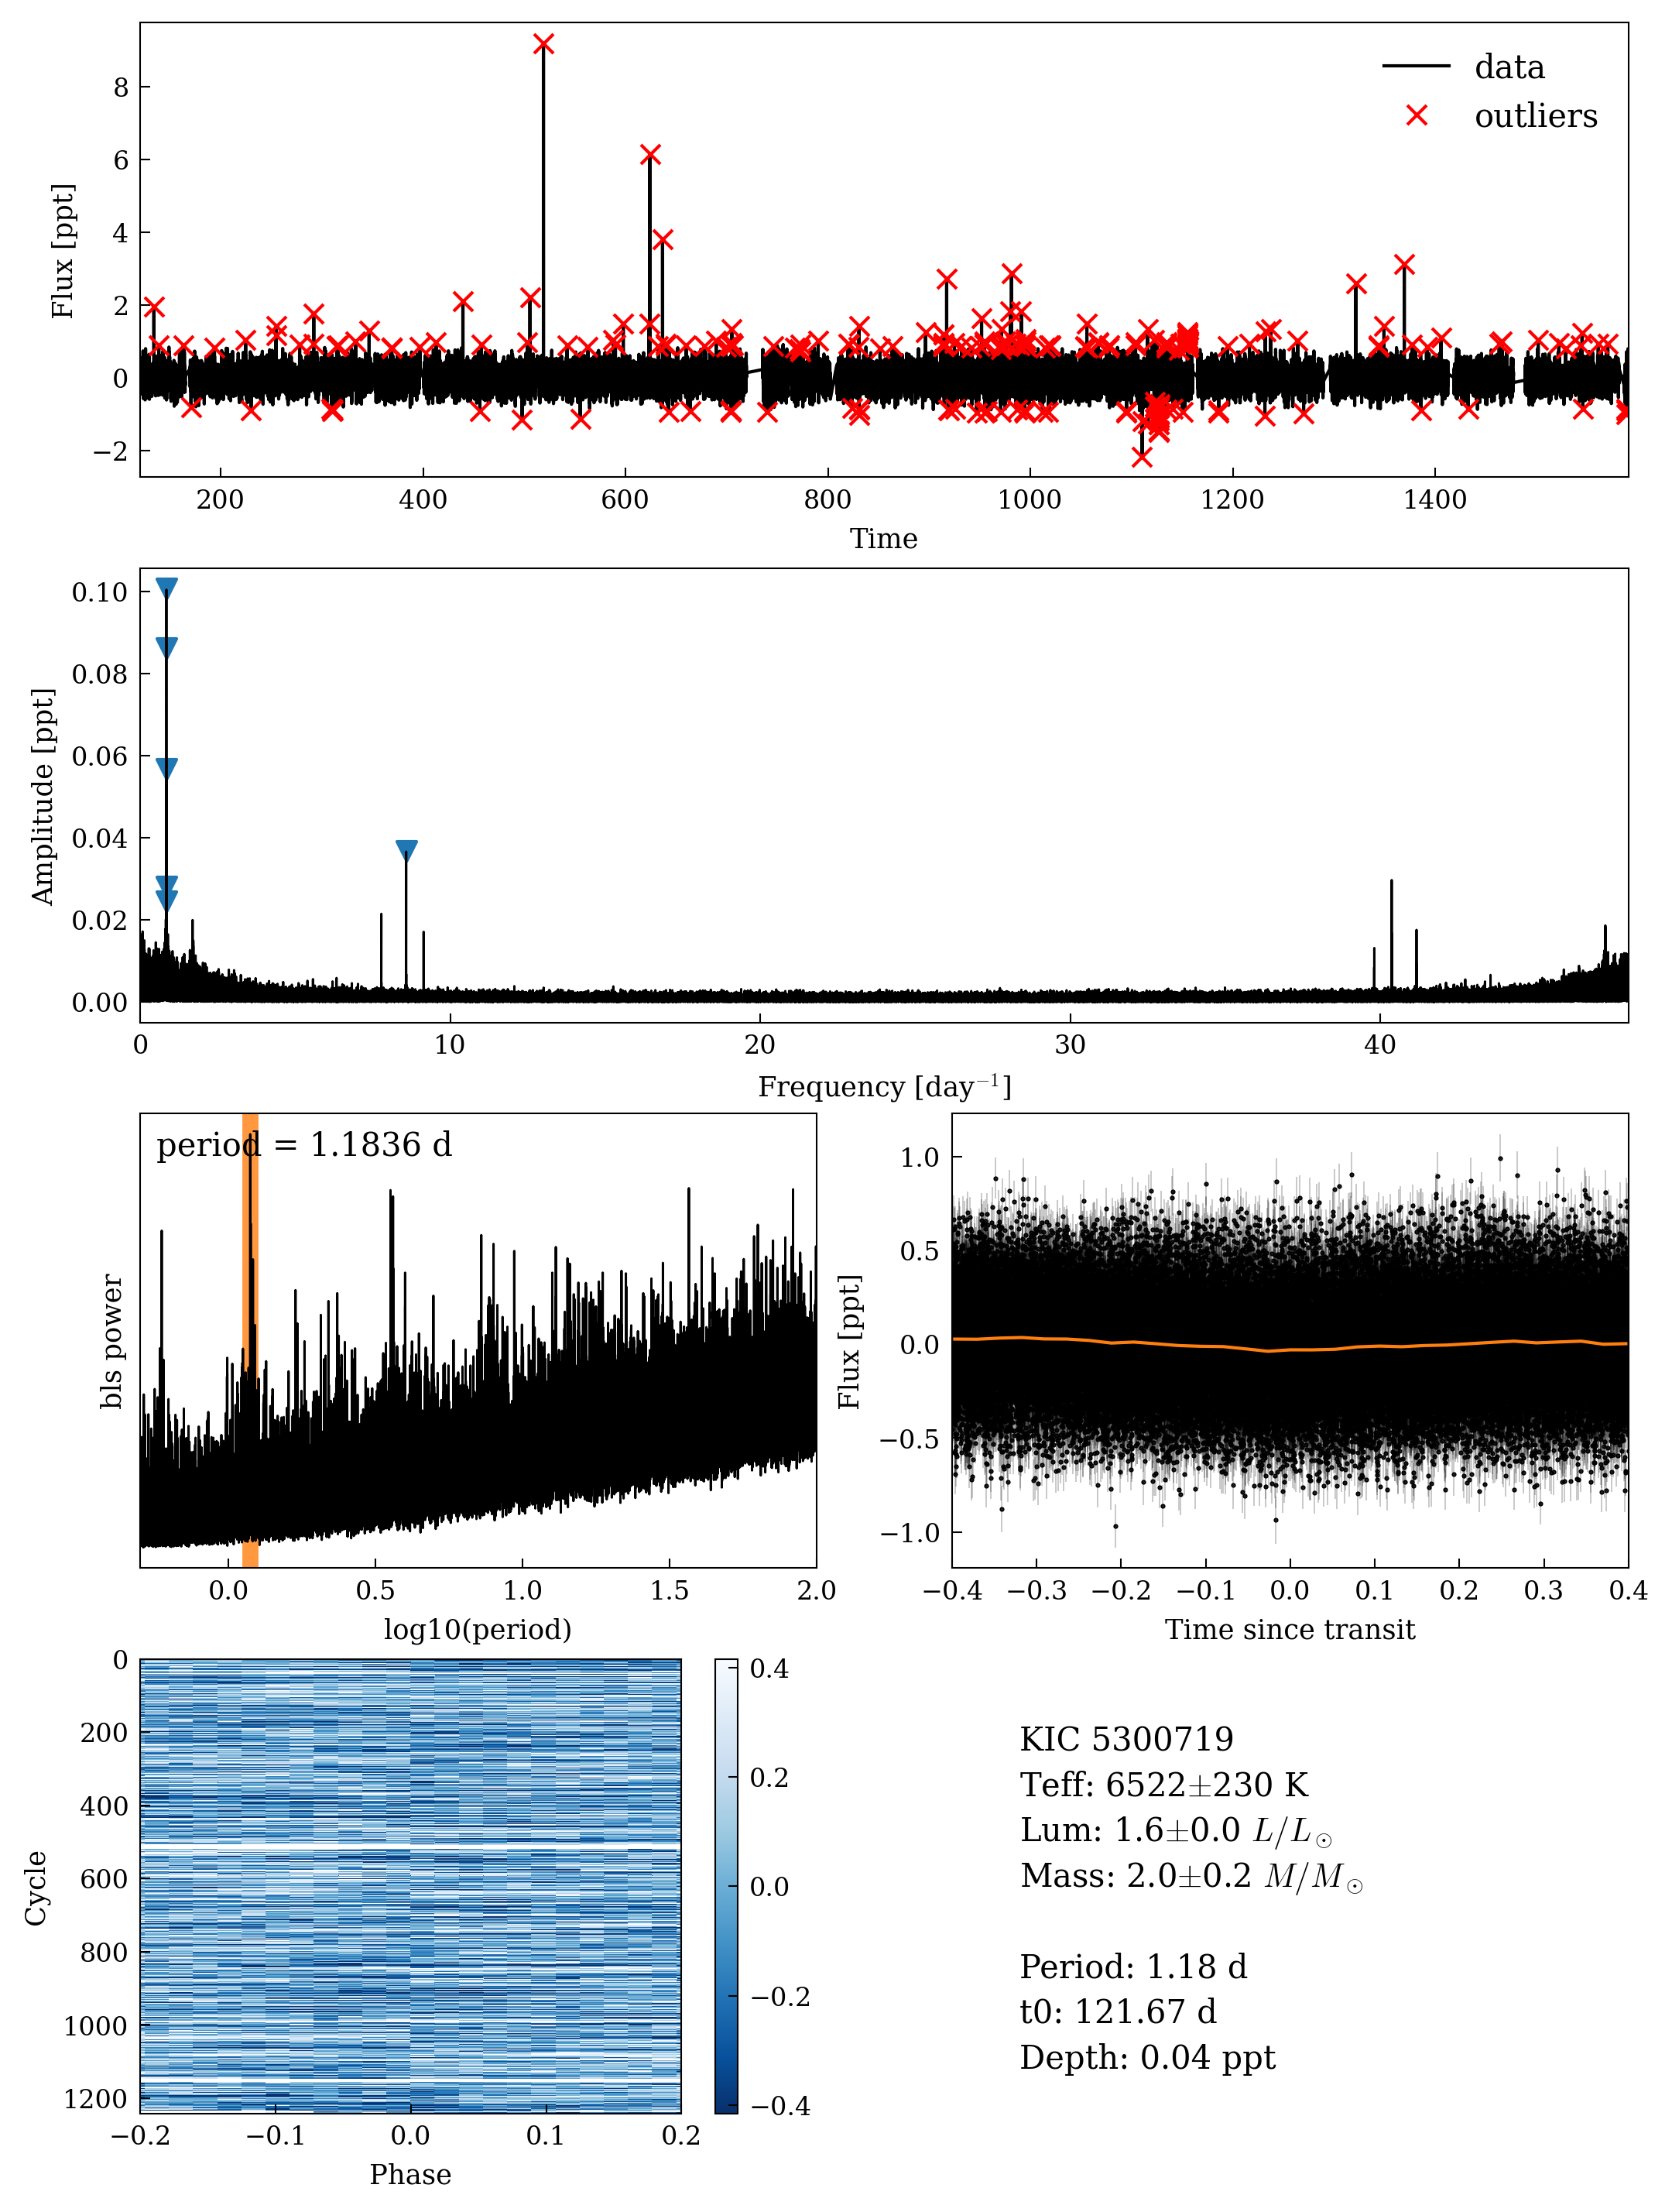 data
outliers
8
6
4
2
0
−2
Flux [ppt]
200 400 600 800 1000 1200 1400
Time
0.10
0.08
0.06
0.04
0.02
0.00
Amplitude [ppt]
0 10 20 30 40
Frequency [day⁻¹]
period = 1.1836 d
bls power
0.0 0.5 1.0 1.5 2.0
log10(period)
1.0
0.5
0.0
−0.5
−1.0
Flux [ppt]
−0.4 −0.3 −0.2 −0.1 0.0 0.1 0.2 0.3 0.4
Time since transit
0
200
400
600
800
1000
1200
Cycle
−0.2 −0.1 0.0 0.1 0.2
Phase
0.4
0.2
0.0
−0.2
−0.4
KIC 5300719
Teff: 6522±230 K
Lum: 1.6±0.0 L/L☉
Mass: 2.0±0.2 M/M☉
Period: 1.18 d
t0: 121.67 d
Depth: 0.04 ppt